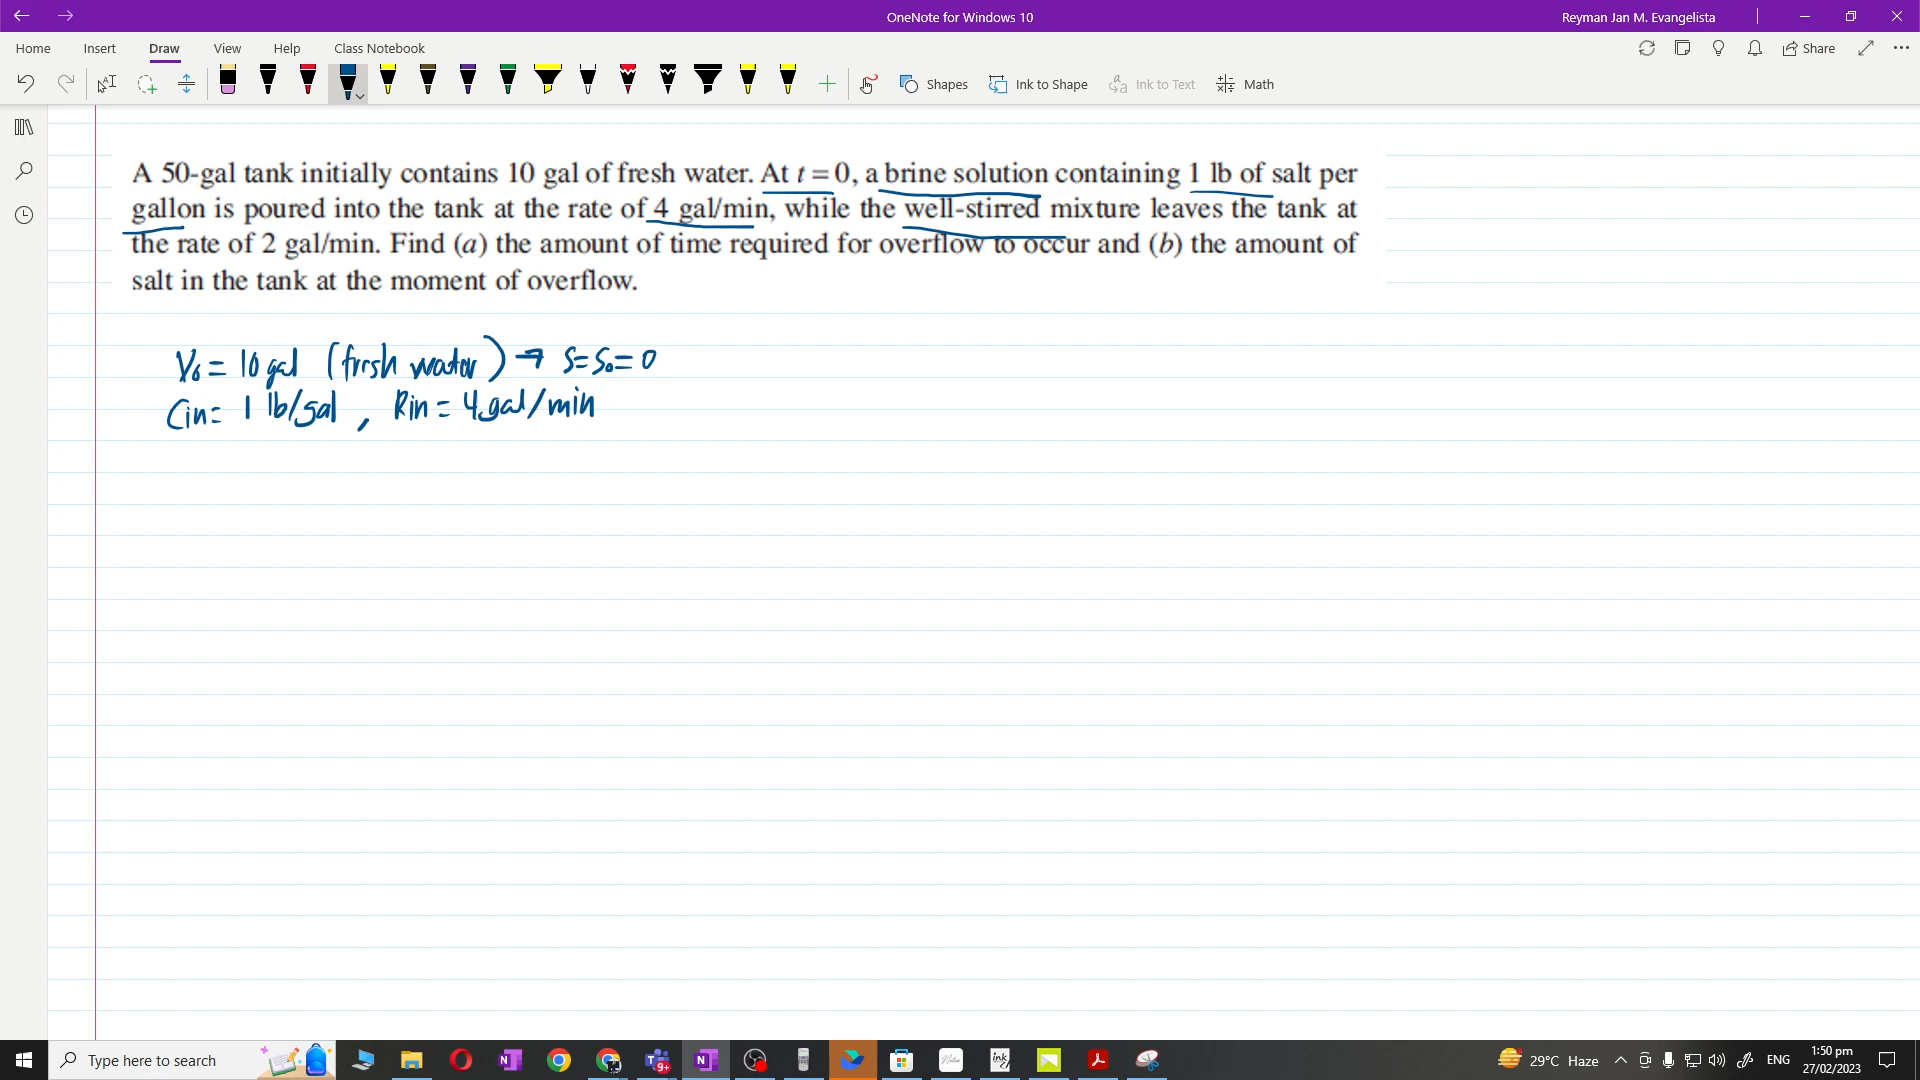 OneNote for Windows 10
Reyman Jan M. Evangelista
Home Insert Draw View Help Class Notebook
Share
Shapes Ink to Shape Ink to Text Math
A 50-gal tank initially contains 10 gal of fresh water. At t = 0, a brine solution containing 1 lb of salt per
gallon is poured into the tank at the rate of 4 gal/min, while the well-stirred mixture leaves the tank at
the rate of 2 gal/min. Find (a) the amount of time required for overflow to occur and (b) the amount of
salt in the tank at the moment of overflow.
V₀ = 10 gal (fresh water) → S = S₀ = 0
Cin = 1 lb/gal , Rin = 4 gal/min
Type here to search
29°C Haze
ENG
1:50 pm
27/02/2023